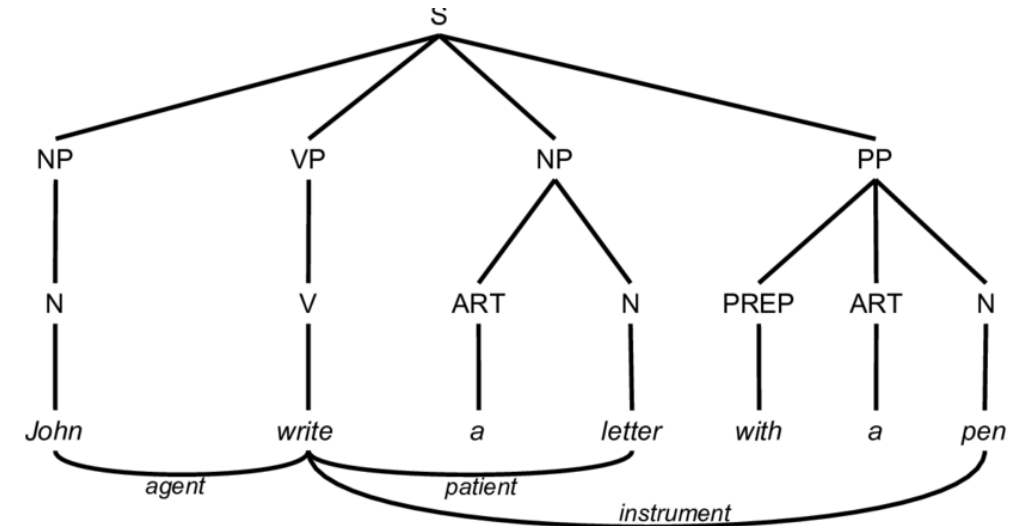 S
NP VP NP PP
N V ART N PREP ART N
John write a letter with a pen
agent patient
instrument